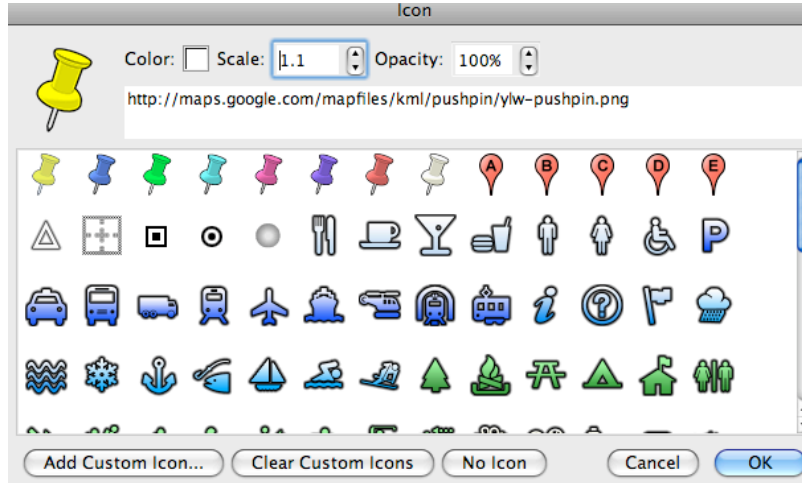 Icon
Color: Scale: 1.1 Opacity: 100%
http://maps.google.com/mapfiles/kml/pushpin/ylw-pushpin.png
A B C D E
P
i ?
Add Custom Icon... Clear Custom Icons No Icon Cancel OK